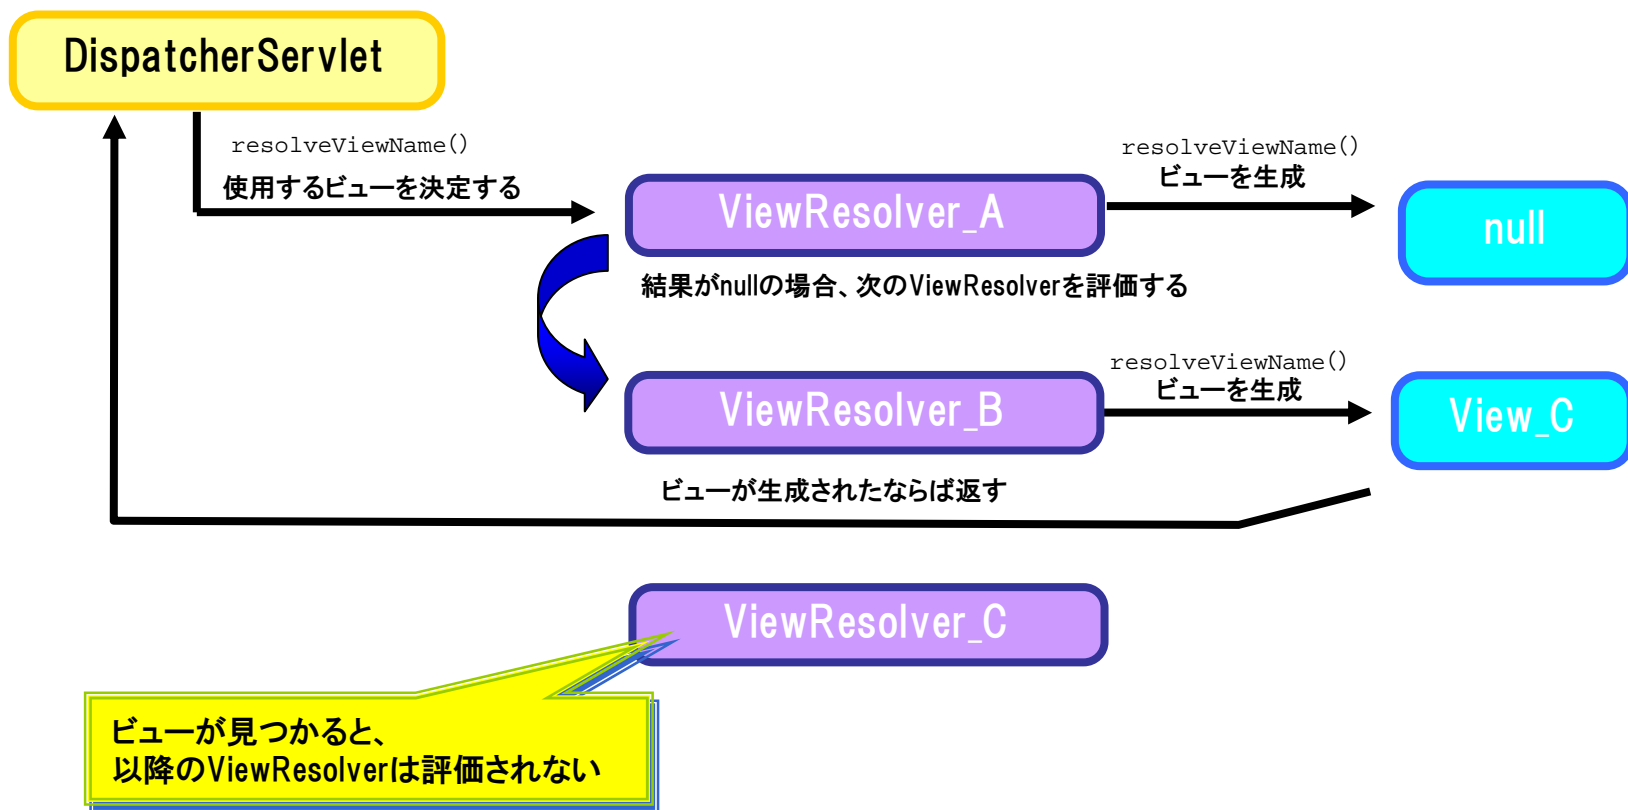 DispatcherServlet
resolveViewName()
使用するビューを決定する
ViewResolver_A
resolveViewName()
ビューを生成
null
結果がnullの場合、次のViewResolverを評価する
ViewResolver_B
resolveViewName()
ビューを生成
View_C
ビューが生成されたならば返す
ViewResolver_C
ビューが見つかると、
以降のViewResolverは評価されない